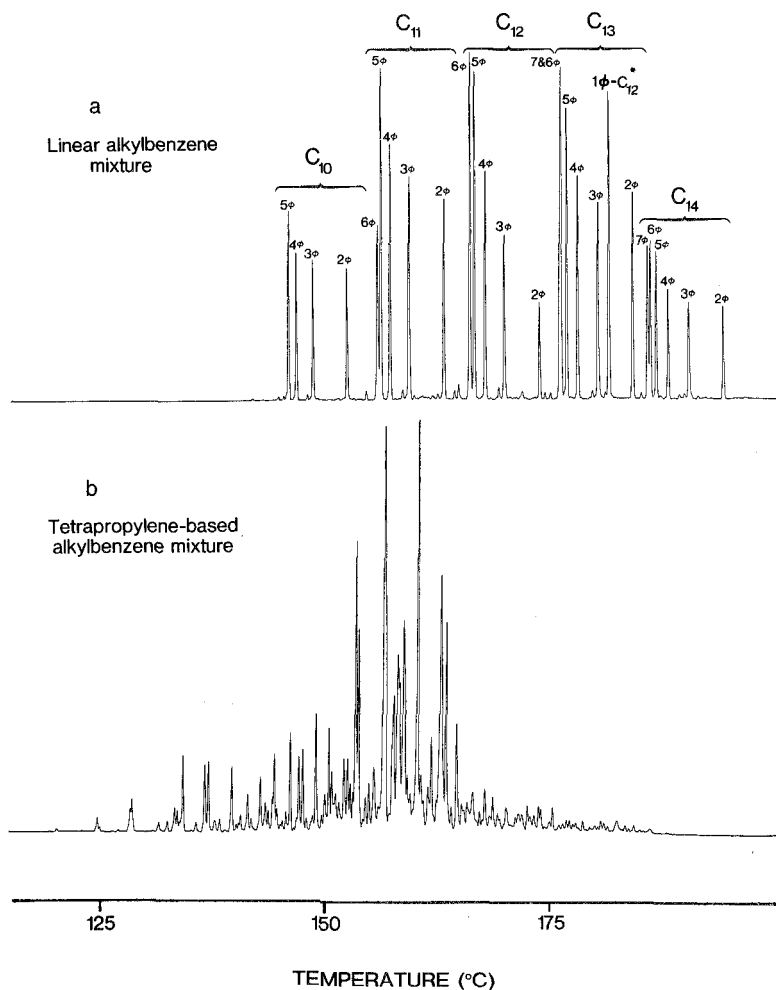 C₁₁
C₁₂
C₁₃
5ϕ
6ϕ
5ϕ
7&6ϕ
1ϕ-C₁₂*
a
5ϕ
Linear alkylbenzene
mixture
C₁₀
4ϕ
3ϕ
4ϕ
4ϕ
3ϕ
2ϕ
2ϕ
C₁₄
5ϕ
6ϕ
3ϕ
7ϕ
6ϕ
5ϕ
4ϕ
3ϕ
2ϕ
2ϕ
4ϕ
3ϕ
2ϕ
b
Tetrapropylene-based
alkylbenzene mixture
125
150
175
TEMPERATURE (°C)